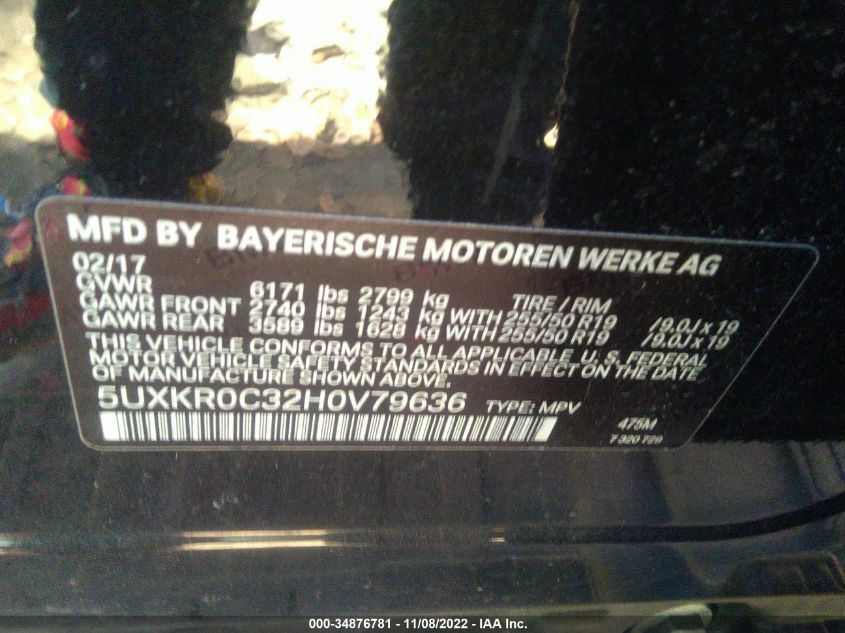 MFD BY BAYERISCHE MOTOREN WERKE AG
02/17
GVWR 6171 lbs 2799 kg TIRE / RIM
GAWR FRONT 2740 lbs 1243 kg WITH 255/50 R19 /9.0J x 19
GAWR REAR 3589 lbs 1628 kg WITH 255/50 R19 /9.0J x 19
THIS VEHICLE CONFORMS TO ALL APPLICABLE U. S. FEDERAL
MOTOR VEHICLE SAFETY STANDARDS IN EFFECT ON THE DATE
OF MANUFACTURE SHOWN ABOVE.
5UXKR0C32H0V79636 TYPE: MPV
475M
7 320 729
000-34876781 - 11/08/2022 - IAA Inc.